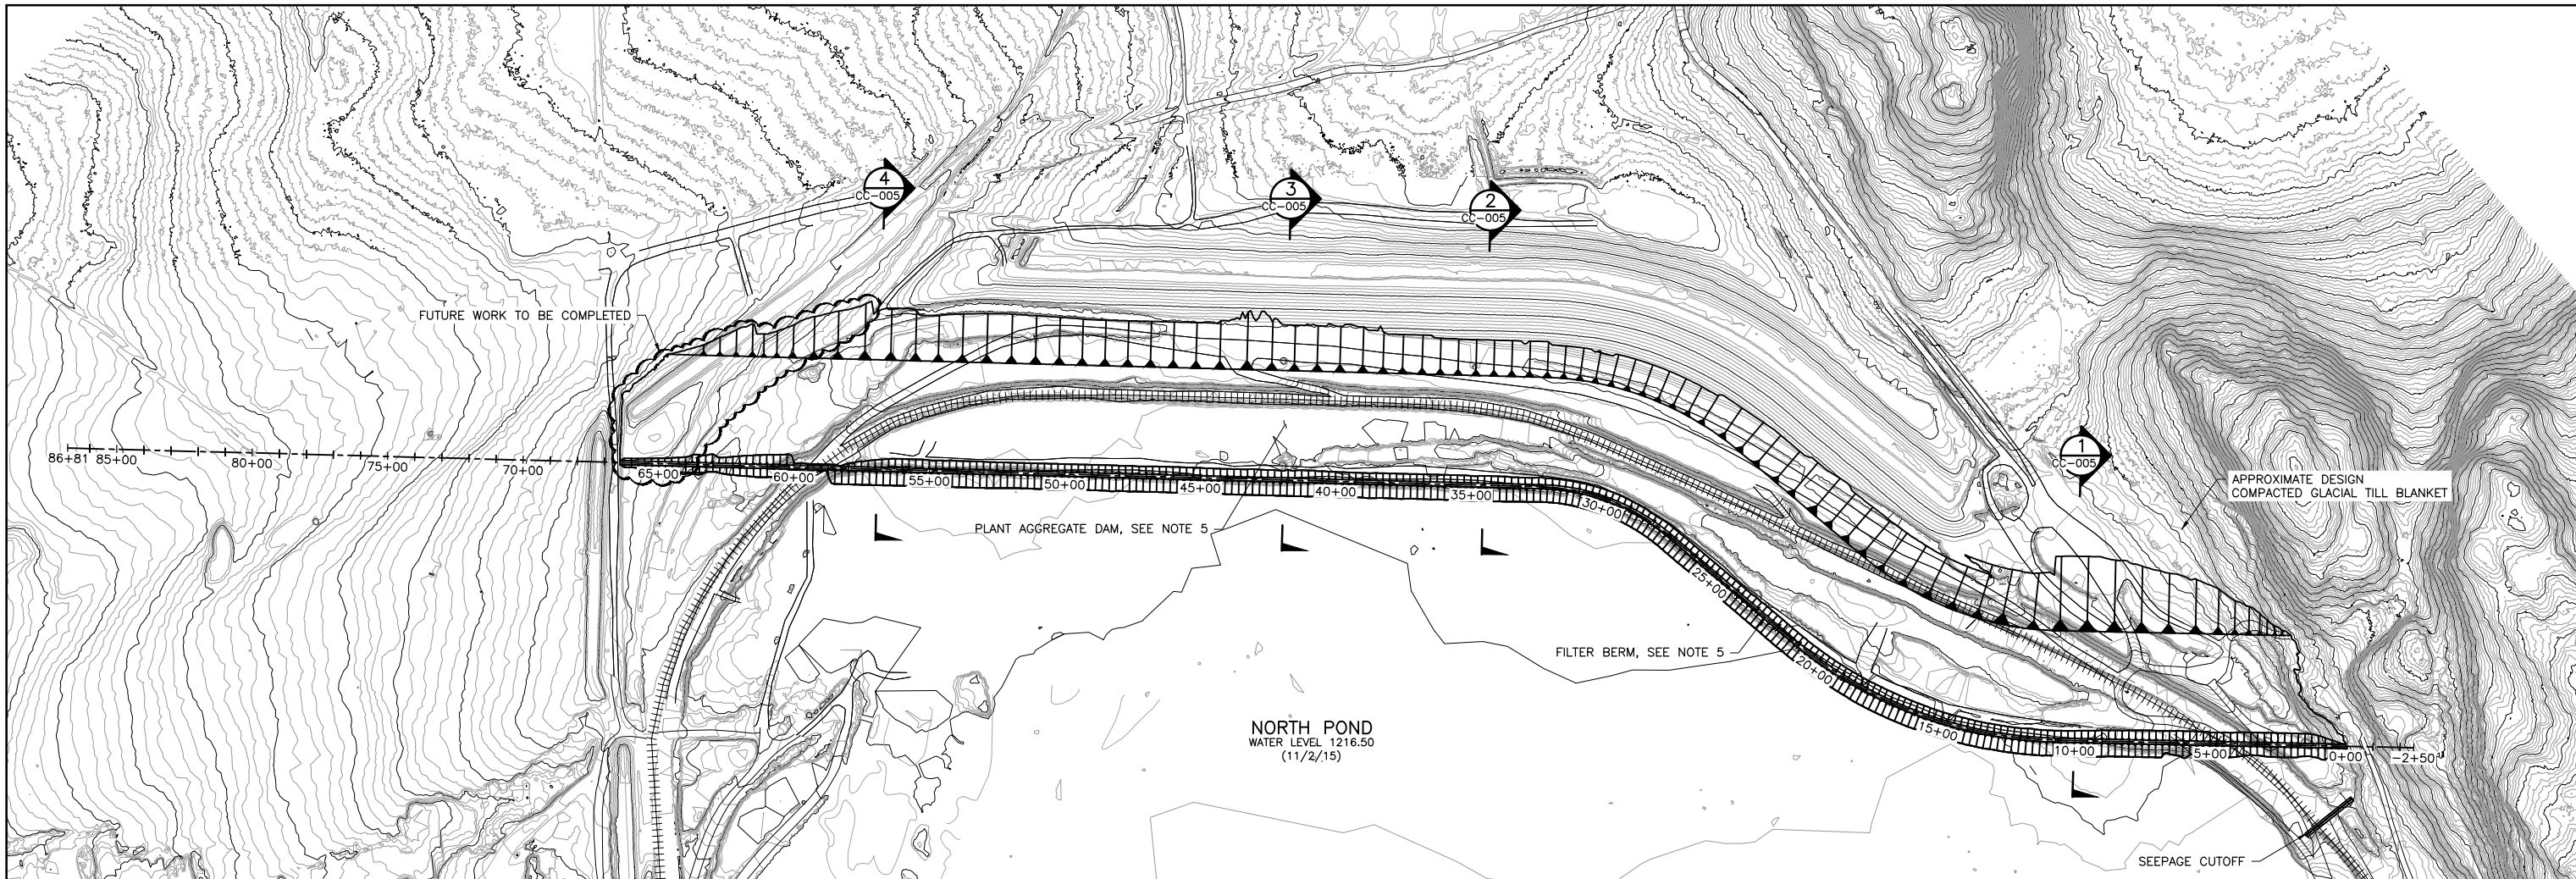 4
CC-005
3
CC-005
2
CC-005
FUTURE WORK TO BE COMPLETED
1
CC-005
86+81 85+00
80+00
75+00
70+00
65+00
60+00
55+00
50+00
45+00
40+00
35+00
30+00
APPROXIMATE DESIGN
COMPACTED GLACIAL TILL BLANKET
PLANT AGGREGATE DAM, SEE NOTE 5
25+00
FILTER BERM, SEE NOTE 5
20+00
NORTH POND
WATER LEVEL 1216.50
(11/2/15)
15+00
10+00
5+00
0+00
-2+50
SEEPAGE CUTOFF